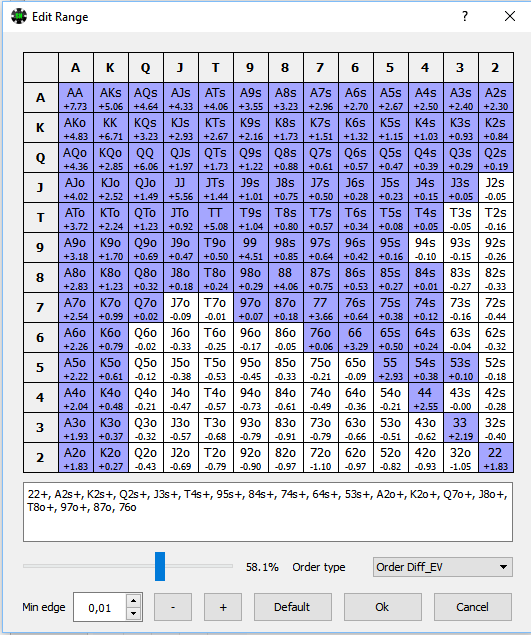 Edit Range
?
A K Q J T 9 8 7 6 5 4 3 2
A AA AKs AQs AJs ATs A9s A8s A7s A6s A5s A4s A3s A2s
+7.73 +5.06 +4.64 +4.33 +4.06 +3.55 +3.23 +2.96 +2.70 +2.67 +2.50 +2.40 +2.30
K AKo KK KQs KJs KTs K9s K8s K7s K6s K5s K4s K3s K2s
+4.83 +6.71 +3.23 +2.93 +2.67 +2.16 +1.73 +1.51 +1.32 +1.15 +1.03 +0.93 +0.84
Q AQo KQo QQ QJs QTs Q9s Q8s Q7s Q6s Q5s Q4s Q3s Q2s
+4.36 +2.85 +6.06 +1.97 +1.73 +1.22 +0.88 +0.61 +0.57 +0.47 +0.39 +0.29 +0.19
J AJo KJo QJo JJ JTs J9s J8s J7s J6s J5s J4s J3s J2s
+4.02 +2.52 +1.49 +5.56 +1.44 +1.01 +0.75 +0.50 +0.28 +0.23 +0.15 +0.05 -0.05
T ATo KTo QTo JTo TT T9s T8s T7s T6s T5s T4s T3s T2s
+3.72 +2.24 +1.23 +0.92 +5.08 +1.04 +0.80 +0.57 +0.34 +0.08 +0.05 -0.05 -0.16
9 A9o K9o Q9o J9o T9o 99 98s 97s 96s 95s 94s 93s 92s
+3.18 +1.70 +0.69 +0.47 +0.50 +4.51 +0.85 +0.64 +0.42 +0.16 -0.10 -0.15 -0.26
8 A8o K8o Q8o J8o T8o 98o 88 87s 86s 85s 84s 83s 82s
+2.83 +1.23 +0.32 +0.18 +0.24 +0.29 +4.06 +0.75 +0.53 +0.27 +0.01 -0.27 -0.33
7 A7o K7o Q7o J7o T7o 97o 87o 77 76s 75s 74s 73s 72s
+2.54 +0.99 +0.02 -0.09 -0.01 +0.07 +0.18 +3.66 +0.64 +0.38 +0.12 -0.16 -0.44
6 A6o K6o Q6o J6o T6o 96o 86o 76o 66 65s 64s 63s 62s
+2.26 +0.79 -0.02 -0.33 -0.25 -0.17 -0.05 +0.06 +3.29 +0.50 +0.24 -0.04 -0.32
5 A5o K5o Q5o J5o T5o 95o 85o 75o 65o 55 54s 53s 52s
+2.22 +0.61 -0.12 -0.38 -0.53 -0.45 -0.33 -0.21 -0.09 +2.93 +0.38 +0.10 -0.18
4 A4o K4o Q4o J4o T4o 94o 84o 74o 64o 54o 44 43s 42s
+2.04 +0.48 -0.21 -0.47 -0.57 -0.73 -0.61 -0.49 -0.36 -0.21 +2.55 -0.00 -0.28
3 A3o K3o Q3o J3o T3o 93o 83o 73o 63o 53o 43o 33 32s
+1.93 +0.37 -0.32 -0.57 -0.68 -0.79 -0.91 -0.79 -0.66 -0.51 -0.62 +2.19 -0.40
2 A2o K2o Q2o J2o T2o 92o 82o 72o 62o 52o 42o 32o 22
+1.83 +0.27 -0.43 -0.69 -0.79 -0.90 -0.97 -1.10 -0.97 -0.82 -0.93 -1.05 +1.83
22+, A2s+, K2s+, Q2s+, J3s+, T4s+, 95s+, 84s+, 74s+, 64s+, 53s+, A2o+, K2o+, Q7o+, J8o+,
T8o+, 97o+, 87o, 76o
58.1% Order type Order Diff_EV
Min edge 0,01 - + Default Ok Cancel